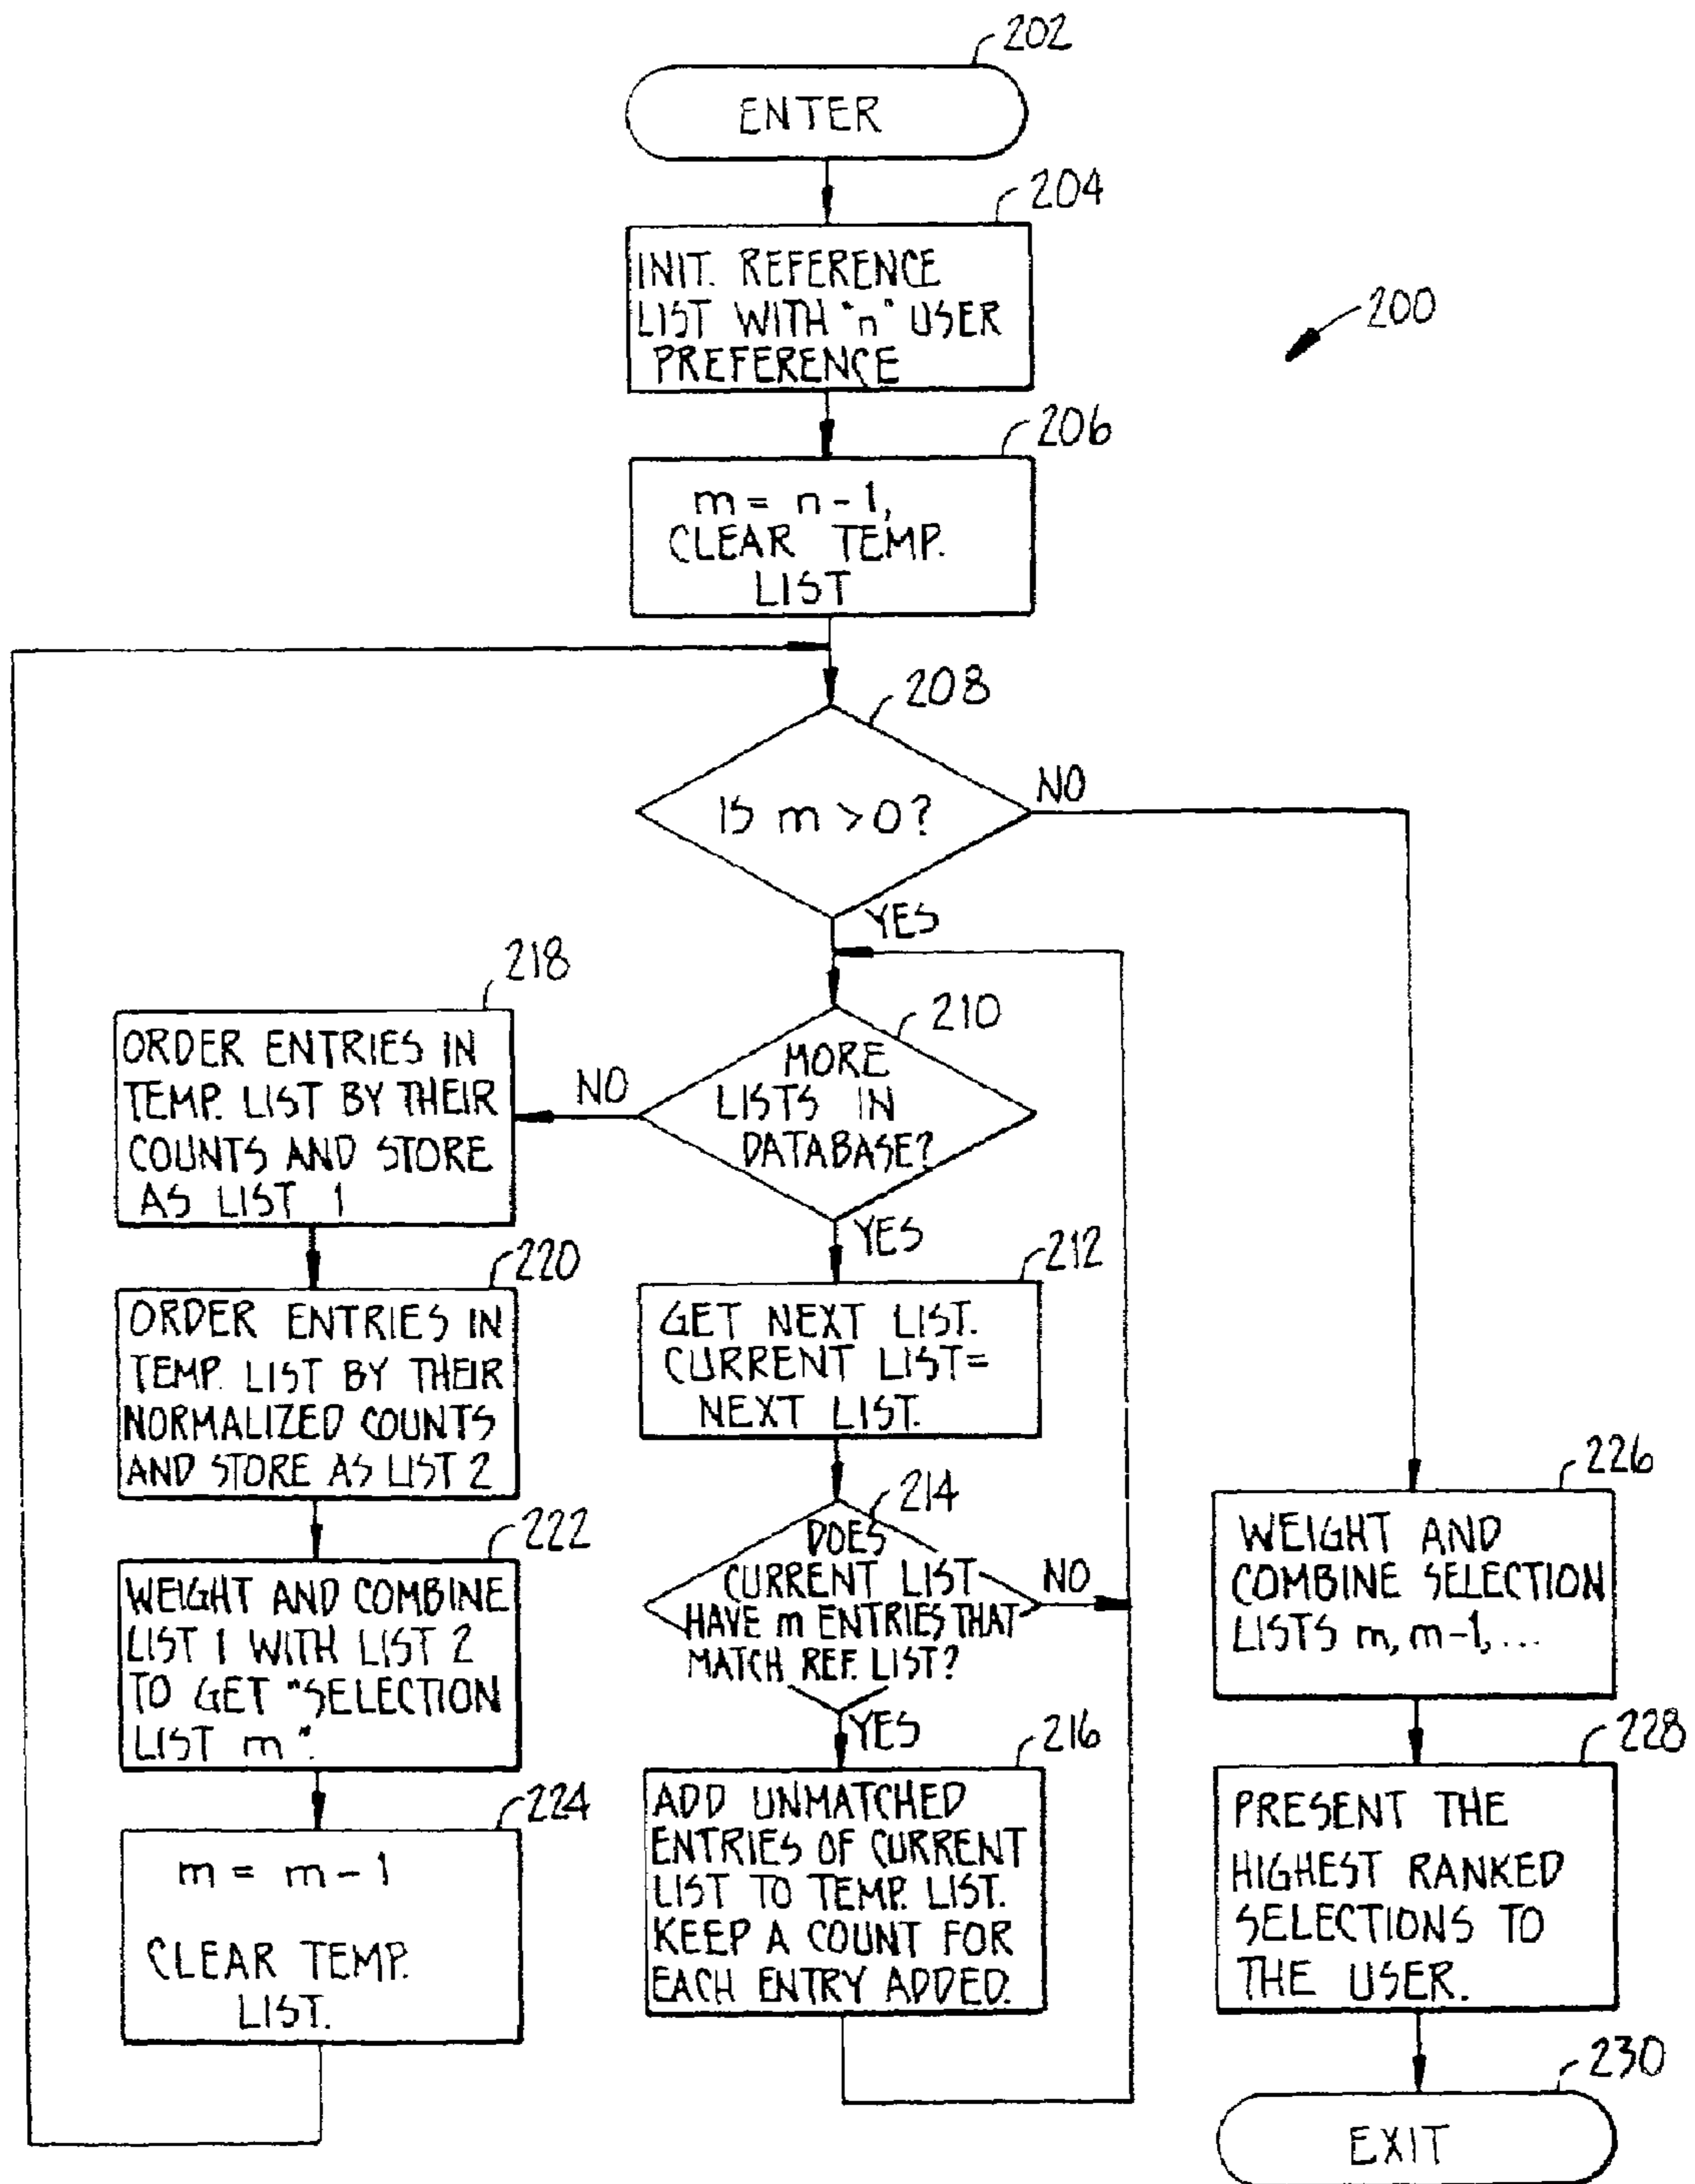 202
ENTER
204
INIT. REFERENCE
LIST WITH "n" USER
PREFERENCE
200
206
m = n - 1,
CLEAR TEMP.
LIST
208
IS m > 0?
NO
YES
218
ORDER ENTRIES IN
TEMP. LIST BY THEIR
COUNTS AND STORE
AS LIST 1
NO
210
MORE
LISTS IN
DATABASE?
YES
220
ORDER ENTRIES IN
TEMP. LIST BY THEIR
NORMALIZED COUNTS
AND STORE AS LIST 2
212
GET NEXT LIST.
CURRENT LIST=
NEXT LIST.
222
WEIGHT AND COMBINE
LIST 1 WITH LIST 2
TO GET "SELECTION
LIST m".
214
DOES
CURRENT LIST
HAVE m ENTRIES THAT
MATCH REF. LIST?
NO
YES
224
m = m - 1
CLEAR TEMP.
LIST.
216
ADD UNMATCHED
ENTRIES OF CURRENT
LIST TO TEMP. LIST.
KEEP A COUNT FOR
EACH ENTRY ADDED.
226
WEIGHT AND
COMBINE SELECTION
LISTS m, m-1, ...
228
PRESENT THE
HIGHEST RANKED
SELECTIONS TO
THE USER.
230
EXIT